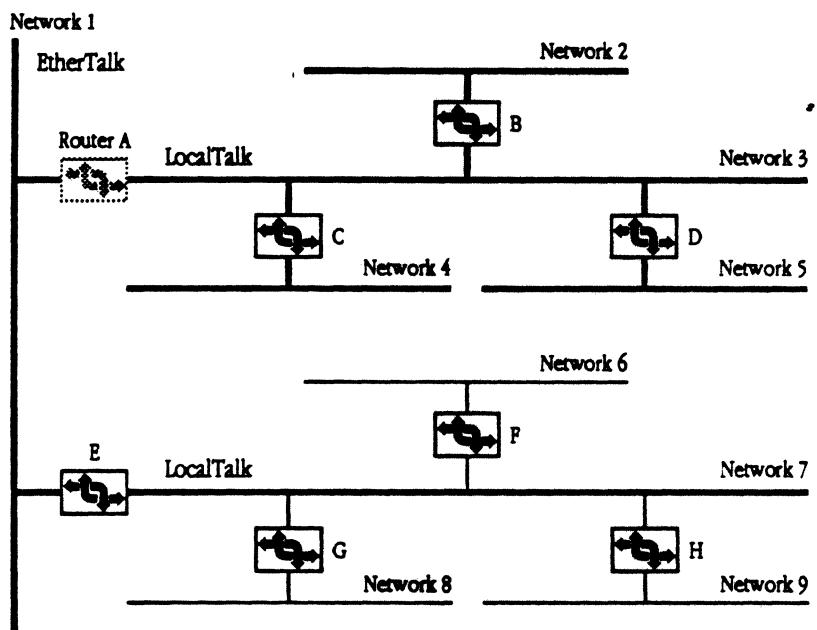 Network 1
EtherTalk
Network 2
B
Router A
LocalTalk
Network 3
C
D
Network 4
Network 5
Network 6
F
E
LocalTalk
Network 7
G
H
Network 8
Network 9